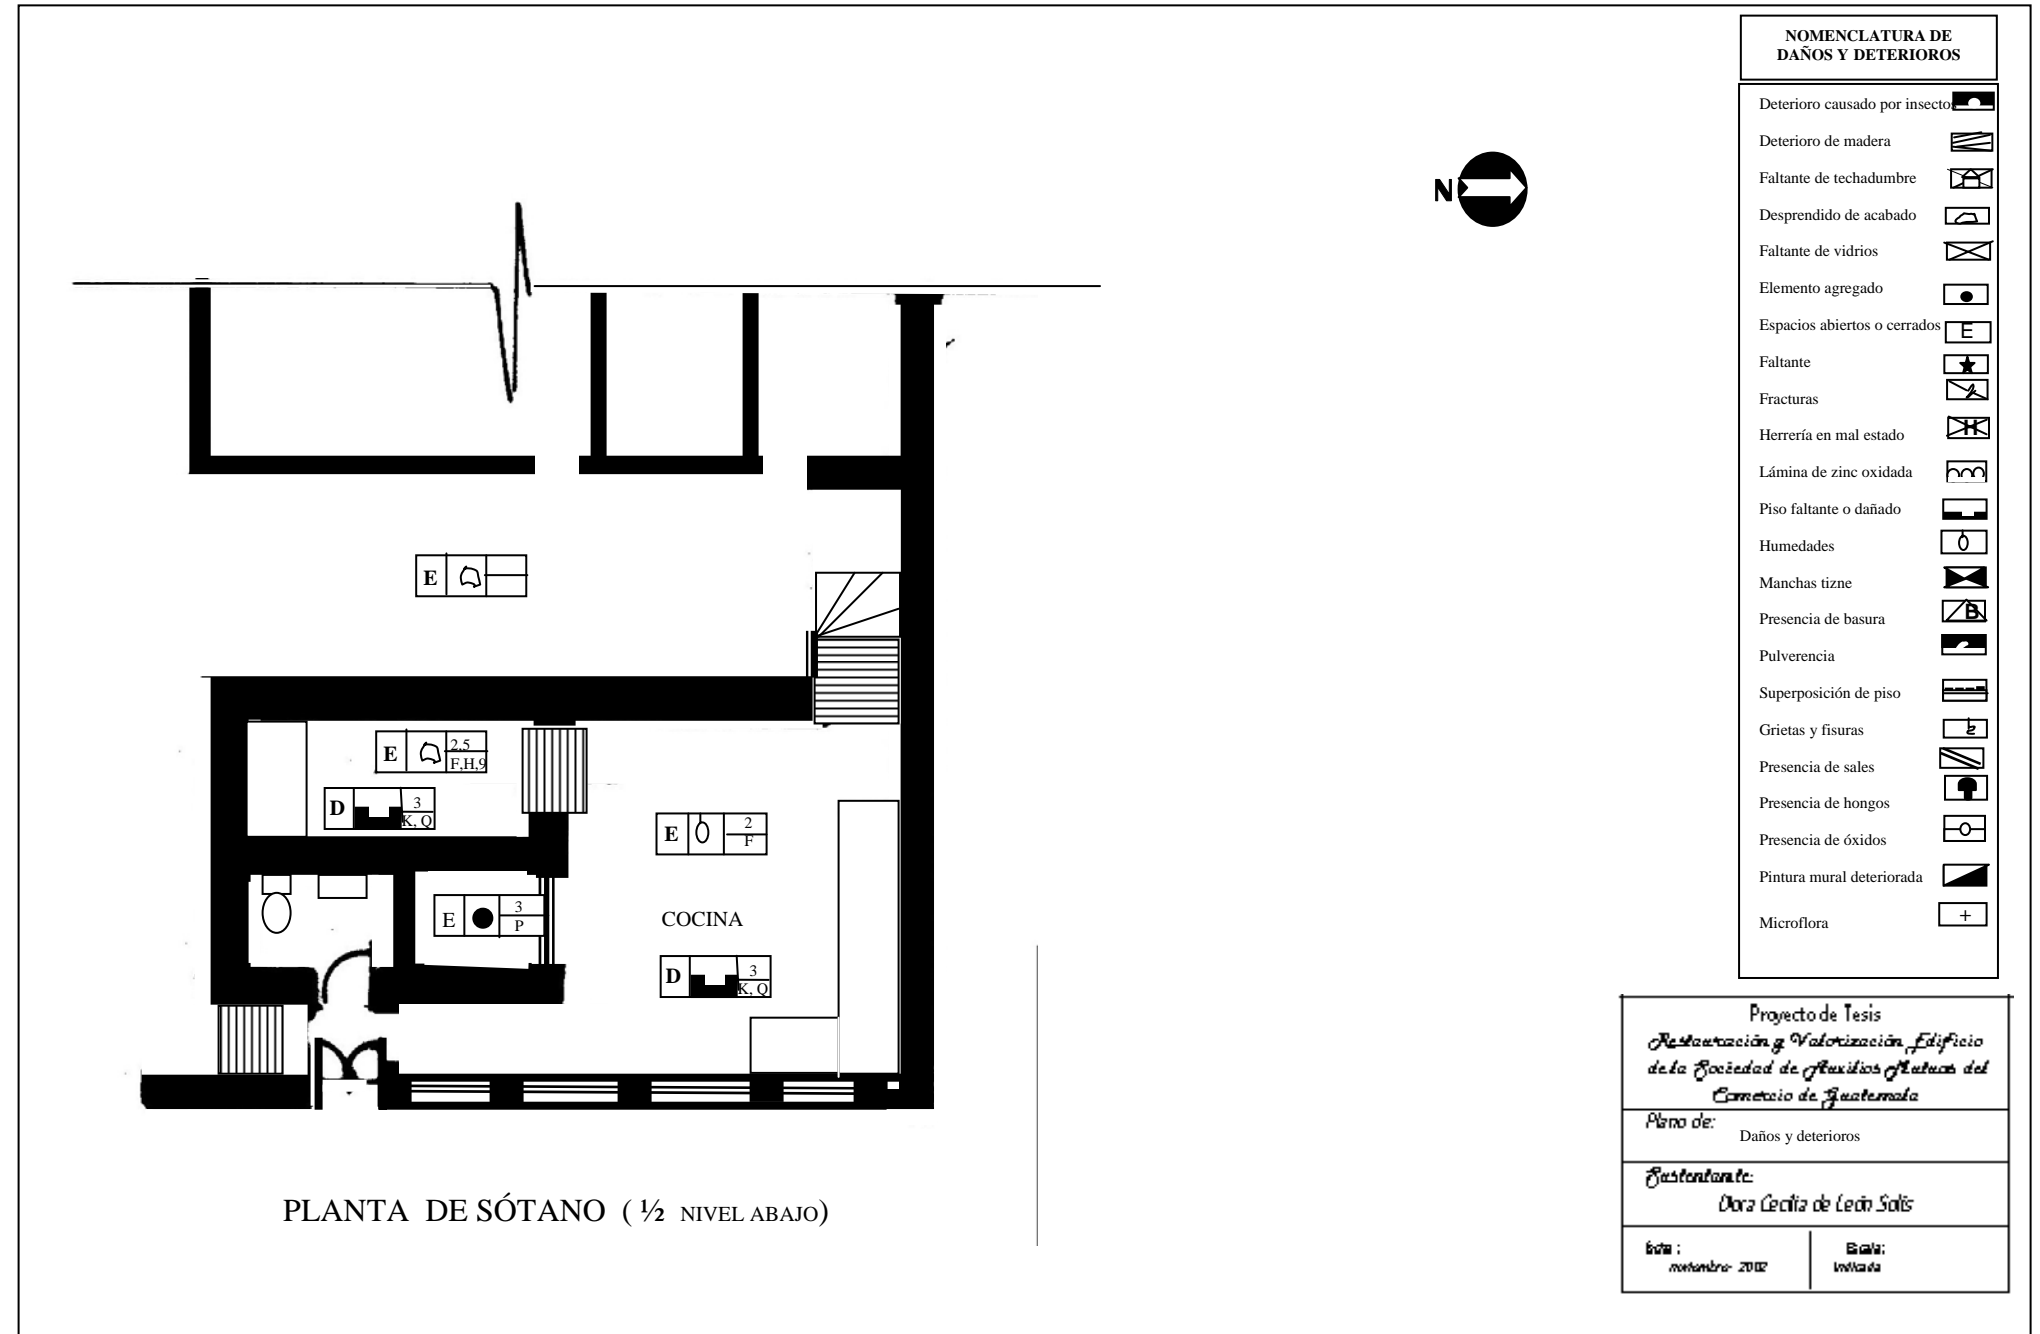 NOMENCLATURA DE
DAÑOS Y DETERIOROS
Deterioro causado por insectos
Deterioro de madera
Faltante de techadumbre
Desprendido de acabado
Faltante de vidrios
Elemento agregado
Espacios abiertos o cerrados
E
Faltante
Fracturas
Herrería en mal estado
H
Lámina de zinc oxidada
Piso faltante o dañado
Humedades
Manchas tizne
Presencia de basura
B
Pulverencia
Superposición de piso
Grietas y fisuras
Presencia de sales
Presencia de hongos
Presencia de óxidos
Pintura mural deteriorada
Microflora
+
N
E
E
2,5
F,H,9
D
3
K, Q
E
2
F
E
3
P
COCINA
D
3
K, Q
PLANTA DE SÓTANO ( ½ NIVEL ABAJO)
Proyecto de Tesis
Restauración y Valorización Edificio
de la Sociedad de Auxilios Mutuos del
Comercio de Guatemala
Plano de:
Daños y deterioros
Sustentante:
Dora Cecilia de León Solís
fecha :
noviembre- 2002
Escala:
indicada